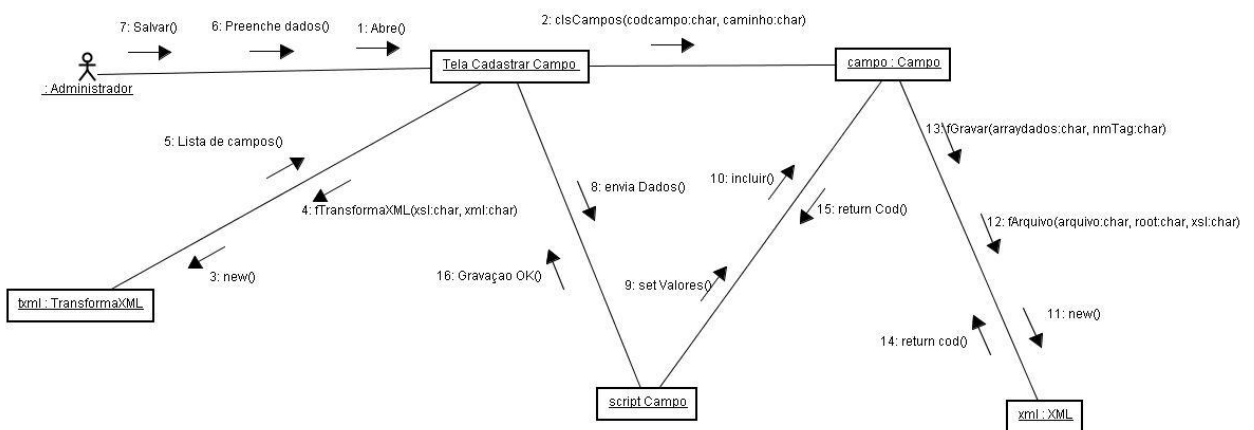 7: Salvar()
6: Preenche dados()
1: Abre()
2: clsCampos(codcampo:char, caminho:char)
: Administrador
Tela Cadastrar Campo
campo : Campo
5: Lista de campos()
13: fGravar(arraydados:char, nmTag:char)
4: fTransformaXML(xsl:char, xml:char)
8: envia Dados()
10: incluir()
15: return Cod()
12: fArquivo(arquivo:char, root:char, xsl:char)
3: new()
16: Gravaçao OK()
9: set Valores()
11: new()
14: return cod()
txml : TransformaXML
script Campo
xml : XML